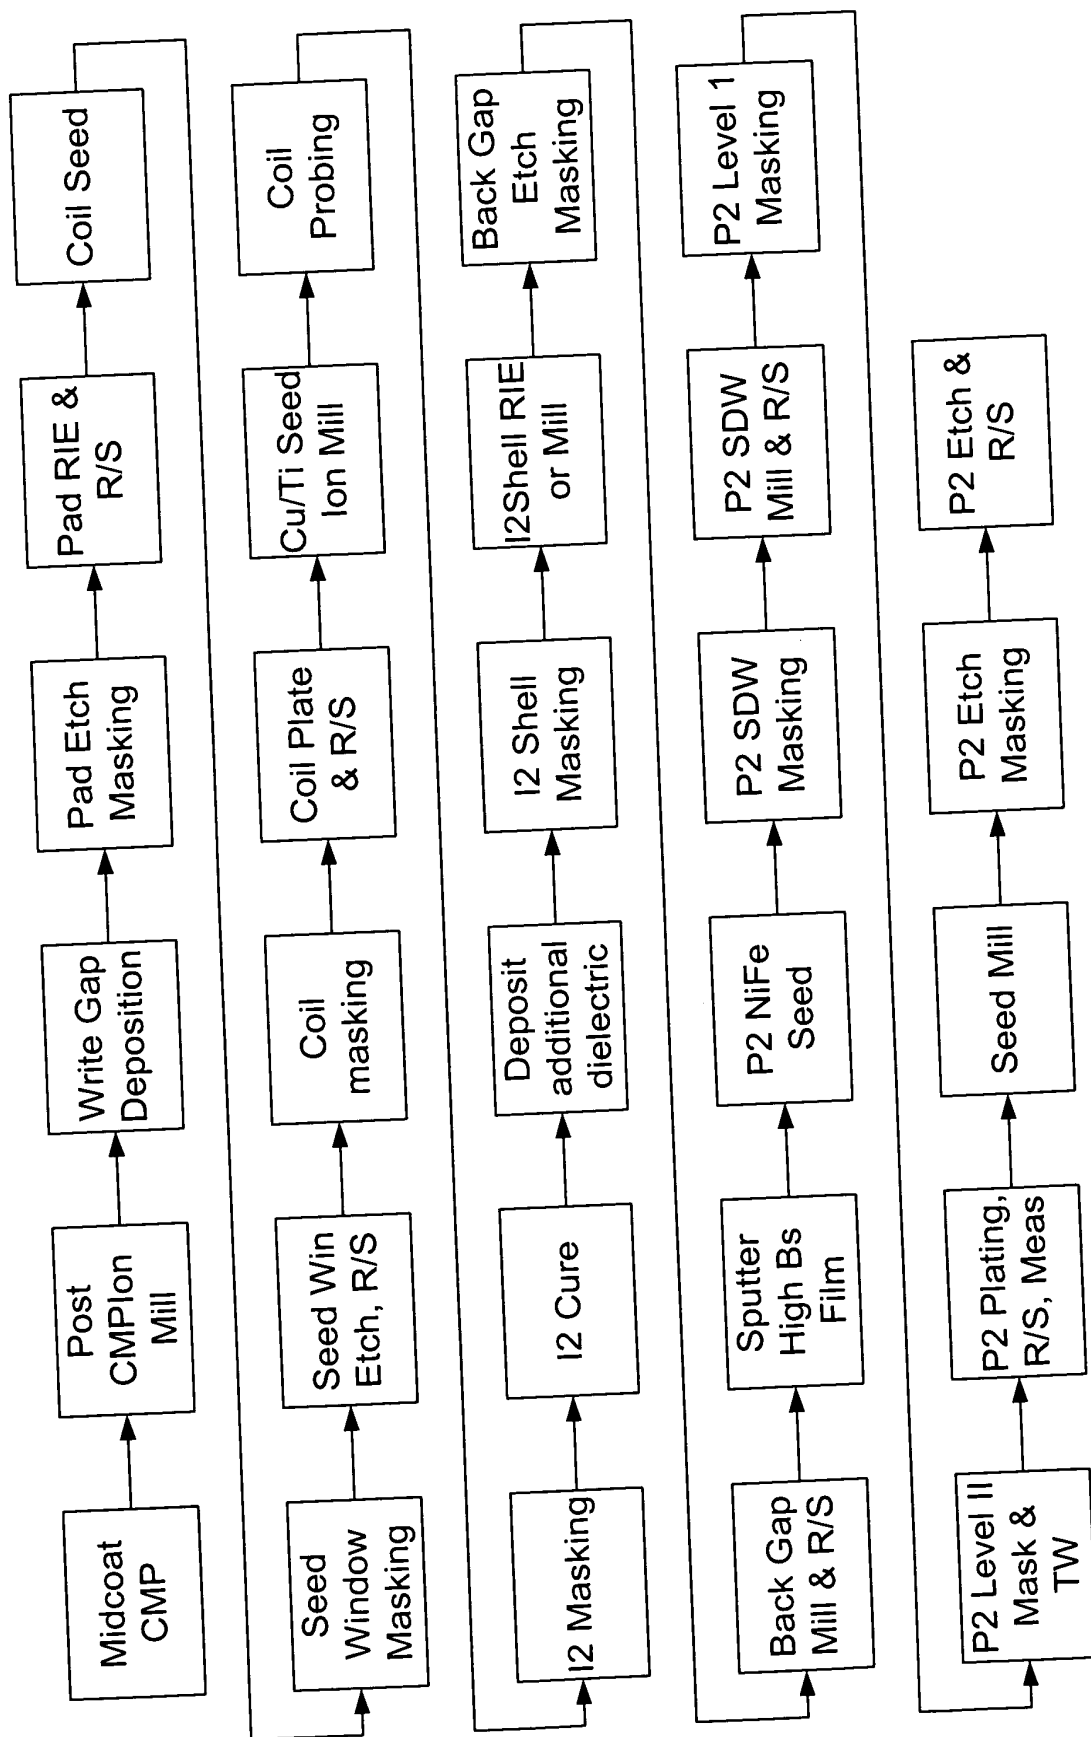 Midcoat
CMP
Post
CMPIon
Mill
Write Gap
Deposition
Pad Etch
Masking
Pad RIE &
R/S
Coil Seed
Seed
Window
Masking
Seed Win
Etch, R/S
Coil
masking
Coil Plate
& R/S
Cu/Ti Seed
Ion Mill
Coil
Probing
I2 Masking
I2 Cure
Deposit
additional
dielectric
I2 Shell
Masking
I2Shell RIE
or Mill
Back Gap
Etch
Masking
Back Gap
Mill & R/S
Sputter
High Bs
Film
P2 NiFe
Seed
P2 SDW
Masking
P2 SDW
Mill & R/S
P2 Level 1
Masking
P2 Level II
Mask &
TW
P2 Plating,
R/S, Meas
Seed Mill
P2 Etch
Masking
P2 Etch &
R/S